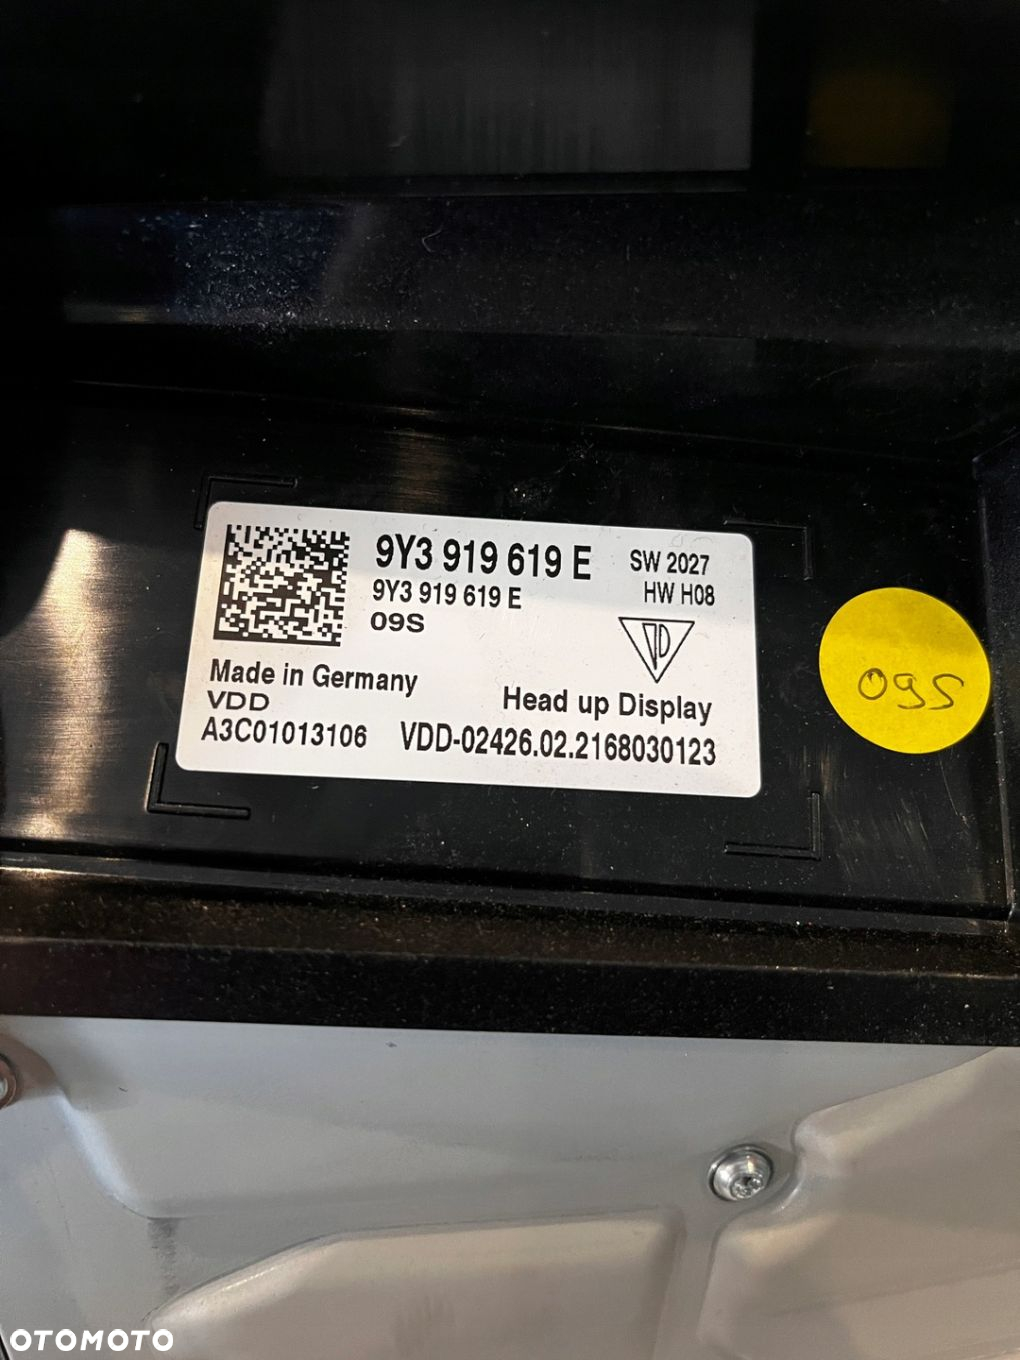 9Y3 919 619 E SW 2027
9Y3 919 619 E HW H08
09S
Made in Germany
VDD Head up Display
A3C01013106 VDD-02426.02.2168030123
09S
OTOMOTO